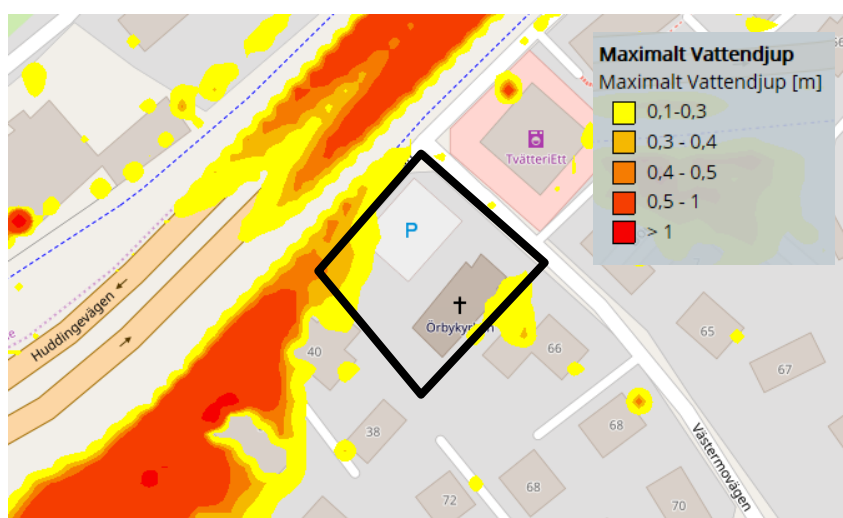 Maximalt Vattendjup
Maximalt Vattendjup [m]
0,1-0,3
0,3 - 0,4
0,4 - 0,5
0,5 - 1
> 1
TvätteriEtt
P
Huddingevägen
Örbykyrkan
40
38
66
65
67
68
68
72
70
Västermovägen